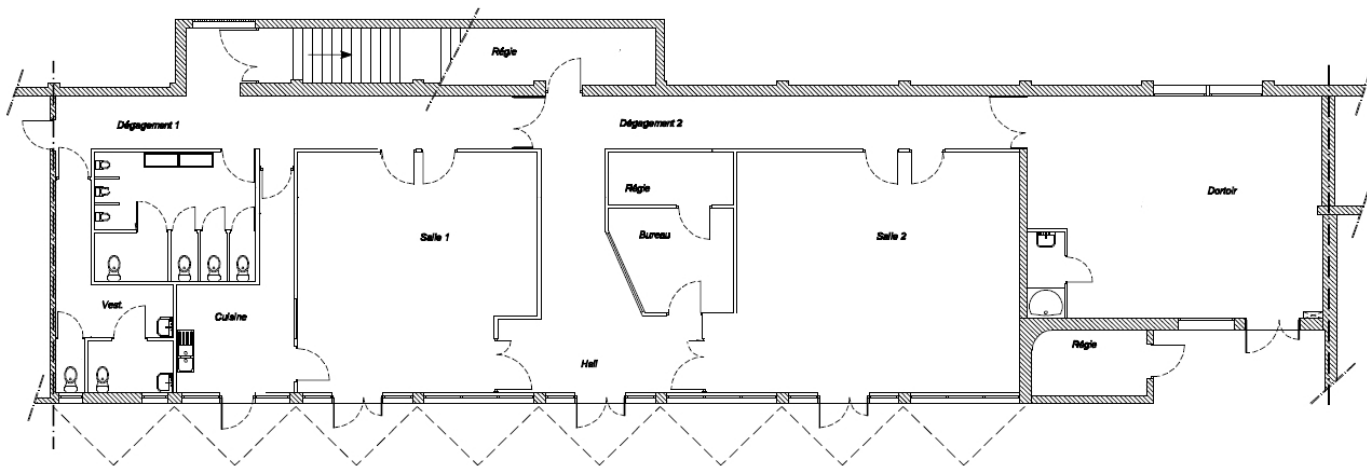 Régie
Dégagement 1
Dégagement 2
Régie
Dortoir
Salle 1
Bureau
Salle 2
Vest.
Cuisine
Hall
Régie